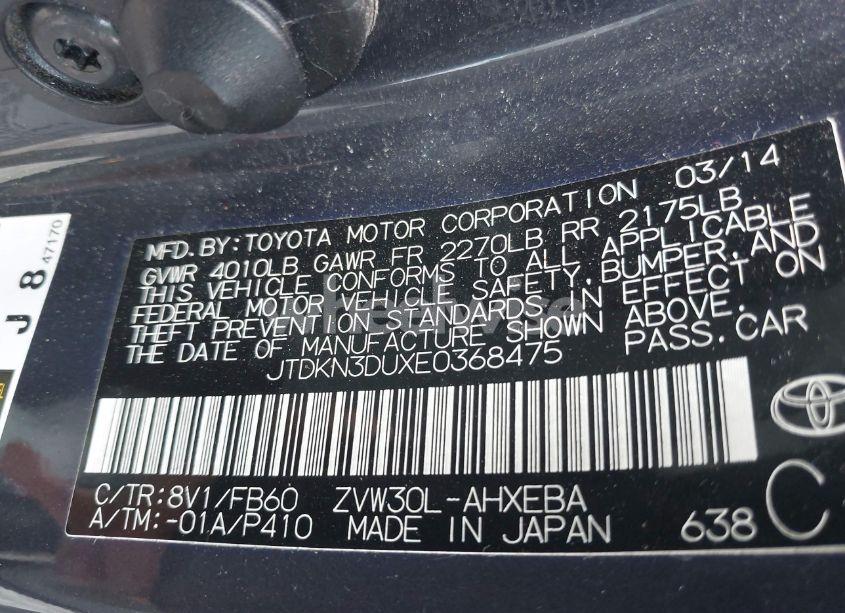 MFD. BY: TOYOTA MOTOR CORPORATION 03/14
GVWR 4010LB GAWR FR 2270LB RR 2175LB
THIS VEHICLE CONFORMS TO ALL APPLICABLE
FEDERAL MOTOR VEHICLE SAFETY, BUMPER, AND
THEFT PREVENTION STANDARDS IN EFFECT ON
THE DATE OF MANUFACTURE SHOWN ABOVE.
JTDKN3DUXE0368475 PASS. CAR
C/TR: 8V1/FB60 ZVW30L-AHXEBA
A/TM: -01A/P410 MADE IN JAPAN 638 C
J 8
47170